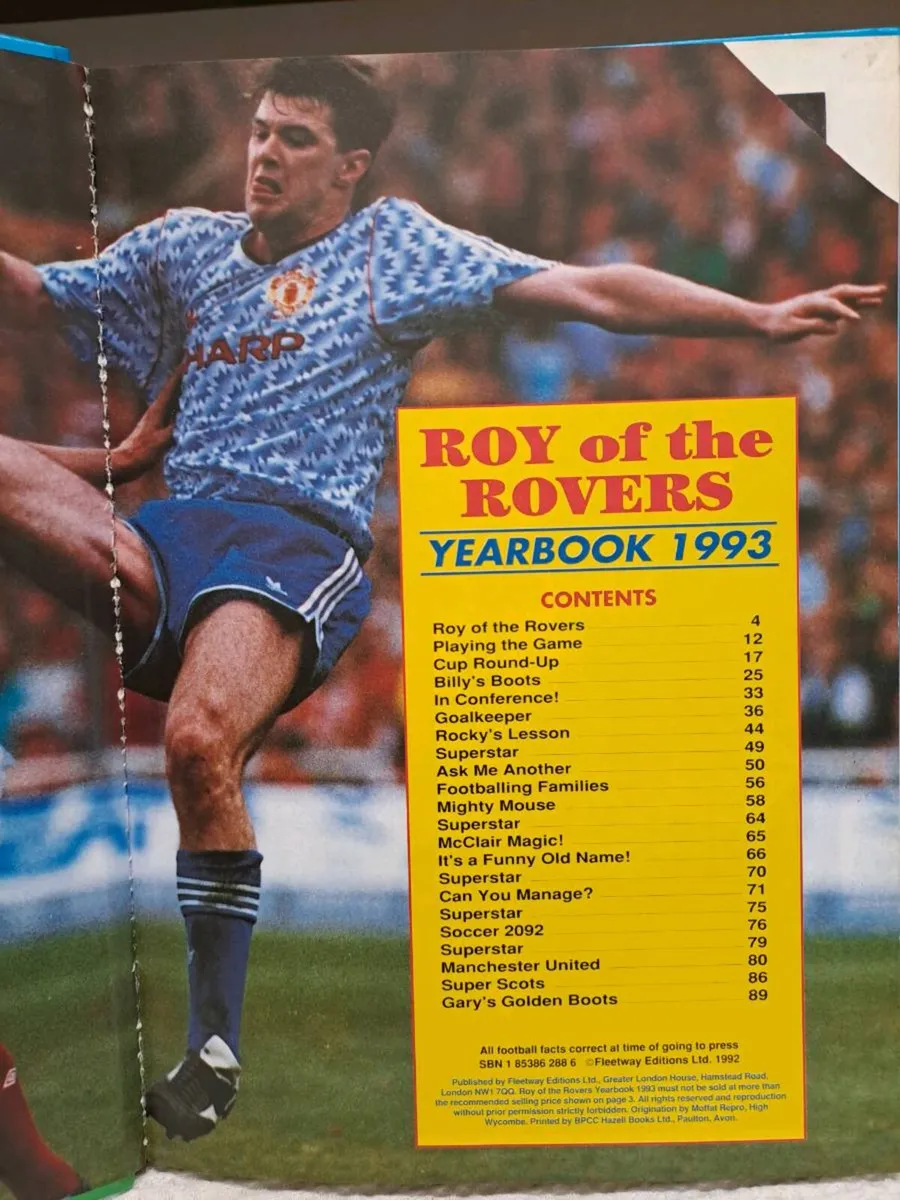 HARP
ROY of the
ROVERS
YEARBOOK 1993
CONTENTS
Roy of the Rovers 4
Playing the Game 12
Cup Round-Up 17
Billy's Boots 25
In Conference! 33
Goalkeeper 36
Rocky's Lesson 44
Superstar 49
Ask Me Another 50
Footballing Families 56
Mighty Mouse 58
Superstar 64
McClair Magic! 65
It's a Funny Old Name! 66
Superstar 70
Can You Manage? 71
Superstar 75
Soccer 2092 76
Superstar 79
Manchester United 80
Super Scots 86
Gary's Golden Boots 89
All football facts correct at time of going to press
SBN 1 85386 288 6 ©Fleetway Editions Ltd. 1992
Published by Fleetway Editions Ltd., Greater London House, Hamstead Road,
London NW1 7QQ. Roy of the Rovers Yearbook 1993 must not be sold at more than
the recommended selling price shown on page 3. All rights reserved and reproduction
without prior permission strictly forbidden. Origination by Moffat Repro, High
Wycombe. Printed by BPCC Hazell Books Ltd., Paulton, Avon.